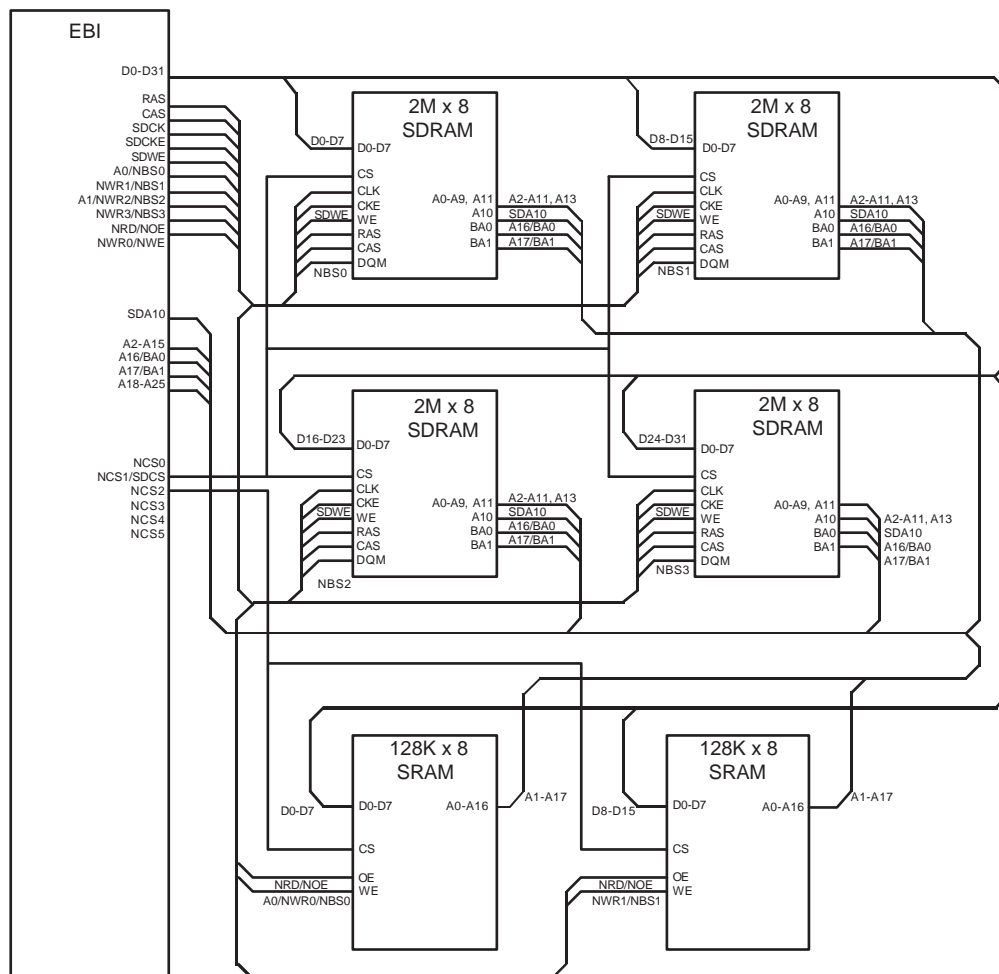 EBI
D0-D31
RAS
CAS
SDCK
SDCKE
SDWE
A0/NBS0
NWR1/NBS1
A1/NWR2/NBS2
NWR3/NBS3
NRD/NOE
NWR0/NWE
SDA10
A2-A15
A16/BA0
A17/BA1
A18-A25
NCS0
NCS1/SDCS
NCS2
NCS3
NCS4
NCS5
2M x 8
SDRAM
D0-D7
D0-D7
CS
CLK
CKE
SDWE
WE
RAS
CAS
DQM
NBS0
A0-A9, A11
A10
BA0
BA1
A2-A11, A13
SDA10
A16/BA0
A17/BA1
2M x 8
SDRAM
D8-D15
D0-D7
CS
CLK
CKE
SDWE
WE
RAS
CAS
DQM
NBS1
A0-A9, A11
A10
BA0
BA1
A2-A11, A13
SDA10
A16/BA0
A17/BA1
2M x 8
SDRAM
D16-D23
D0-D7
CS
CLK
CKE
SDWE
WE
RAS
CAS
DQM
NBS2
A0-A9, A11
A10
BA0
BA1
A2-A11, A13
SDA10
A16/BA0
A17/BA1
2M x 8
SDRAM
D24-D31
D0-D7
CS
CLK
CKE
SDWE
WE
RAS
CAS
DQM
NBS3
A0-A9, A11
A10
BA0
BA1
A2-A11, A13
SDA10
A16/BA0
A17/BA1
128K x 8
SRAM
D0-D7
D0-D7
CS
OE
NRD/NOE
WE
A0/NWR0/NBS0
A0-A16
A1-A17
128K x 8
SRAM
D8-D15
D0-D7
CS
OE
NRD/NOE
WE
NWR1/NBS1
A0-A16
A1-A17